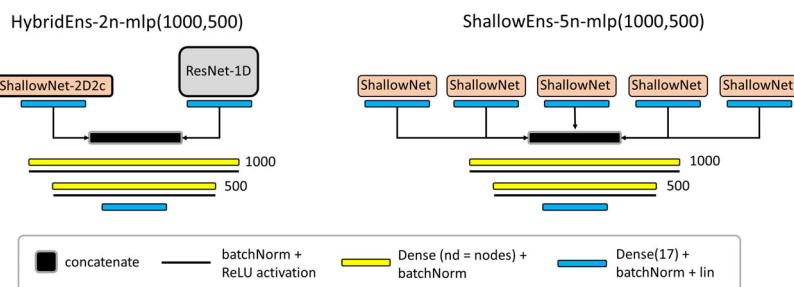 HybridEns-2n-mlp(1000,500)
ShallowEns-5n-mlp(1000,500)
ShallowNet-2D2c
ResNet-1D
ShallowNet
ShallowNet
ShallowNet
ShallowNet
ShallowNet
1000
500
1000
500
concatenate
batchNorm +
ReLU activation
Dense (nd = nodes) +
batchNorm
Dense(17) +
batchNorm + lin